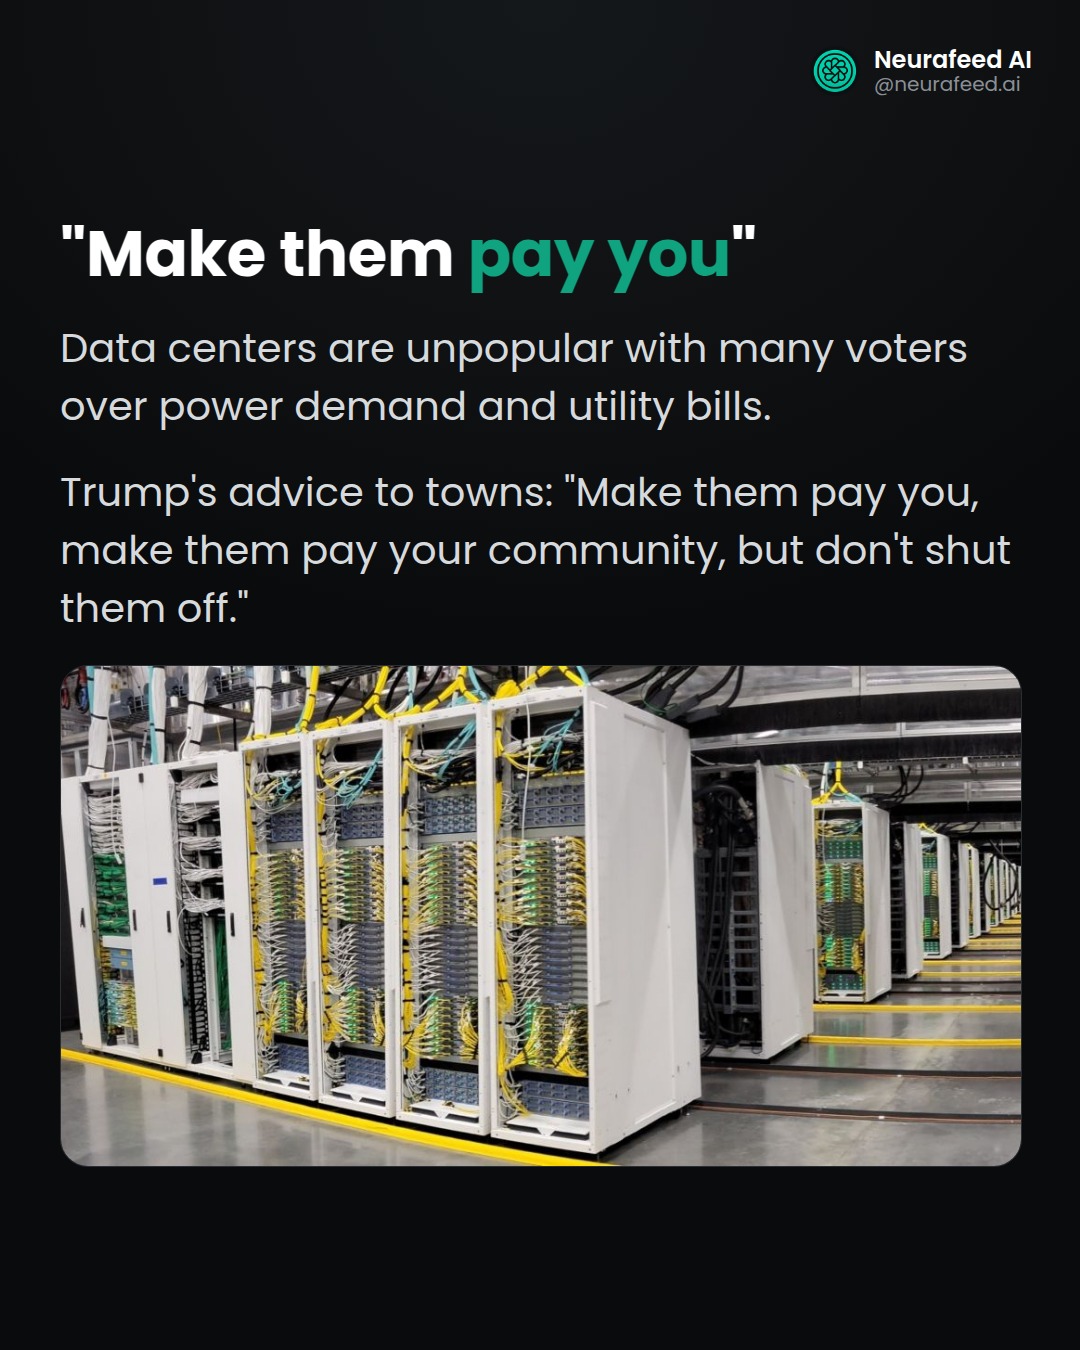 Neurafeed AI
@neurafeed.ai
"Make them pay you"
Data centers are unpopular with many voters
over power demand and utility bills.
Trump's advice to towns: "Make them pay you,
make them pay your community, but don't shut
them off."